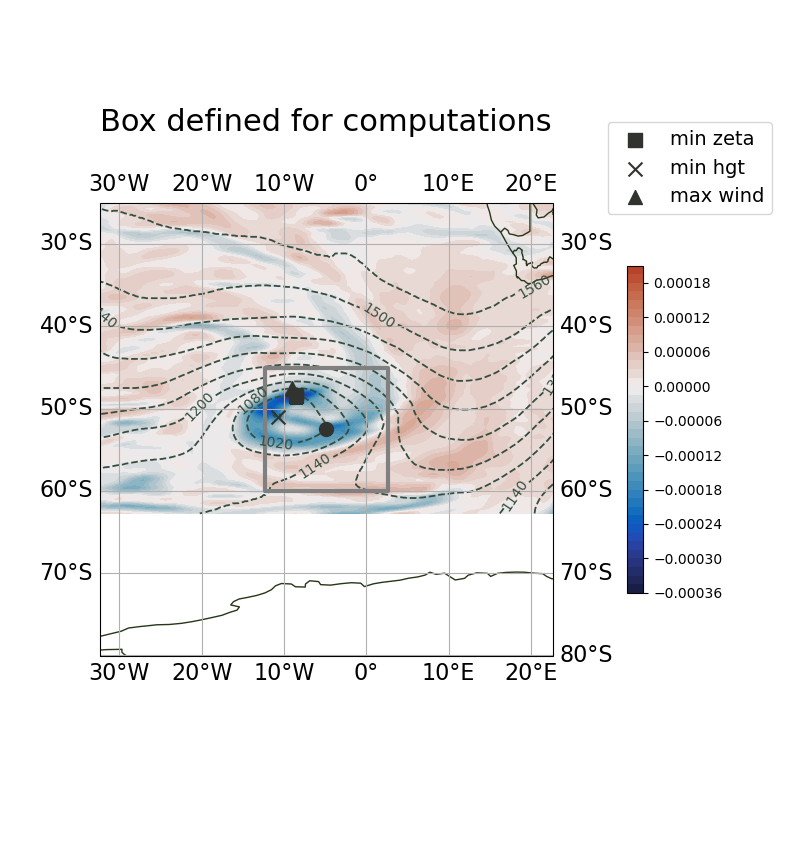 Box defined for computations
min zeta
min hgt
max wind
30°W 20°W 10°W 0° 10°E 20°E
30°S 30°S
40°S 40°S
50°S 50°S
60°S 60°S
70°S 70°S
80°S
30°W 20°W 10°W 0° 10°E 20°E
1560
1500
40
1200
1080
1020
1140
1140
0.00018
0.00012
0.00006
0.00000
−0.00006
−0.00012
−0.00018
−0.00024
−0.00030
−0.00036